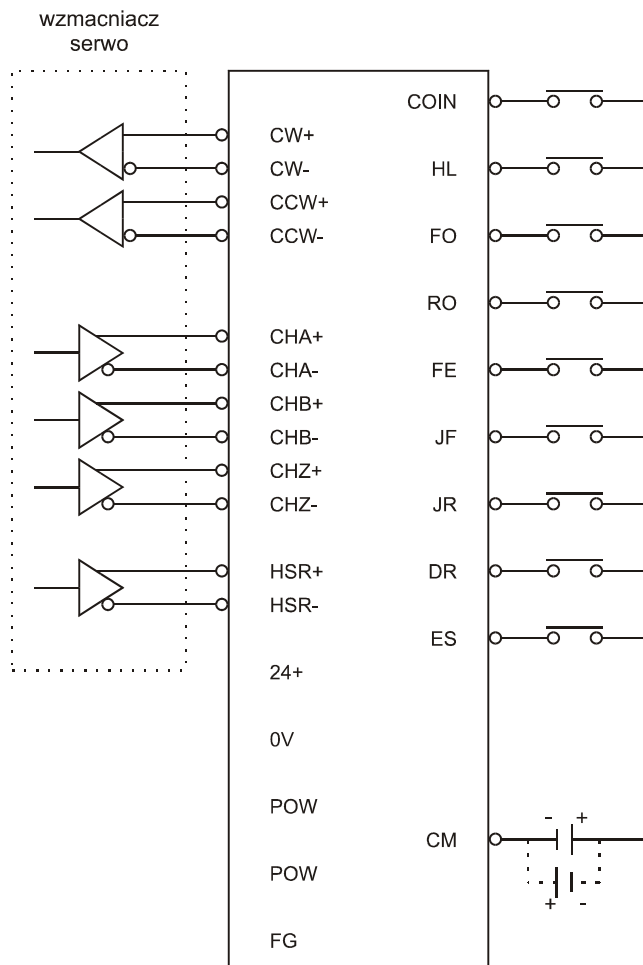 wzmacniacz
serwo
COIN
CW+
CW-
HL
CCW+
CCW-
FO
RO
CHA+
CHA-
FE
CHB+
CHB-
JF
CHZ+
CHZ-
JR
HSR+
DR
HSR-
ES
24+
0V
POW
- +
CM
POW
+ -
FG